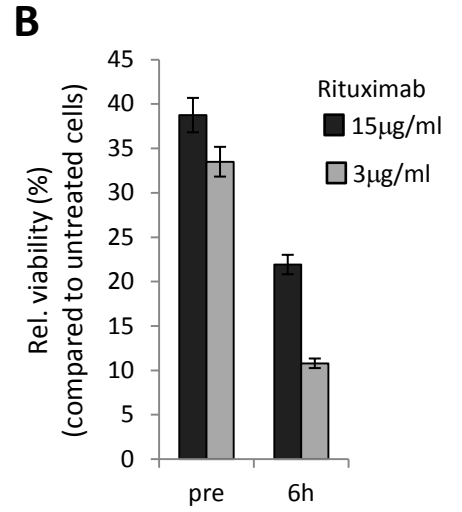 B
Rel. viability (%)
(compared to untreated cells)
45
40
35
30
25
20
15
10
5
0
Rituximab
15µg/ml
3µg/ml
pre
6h